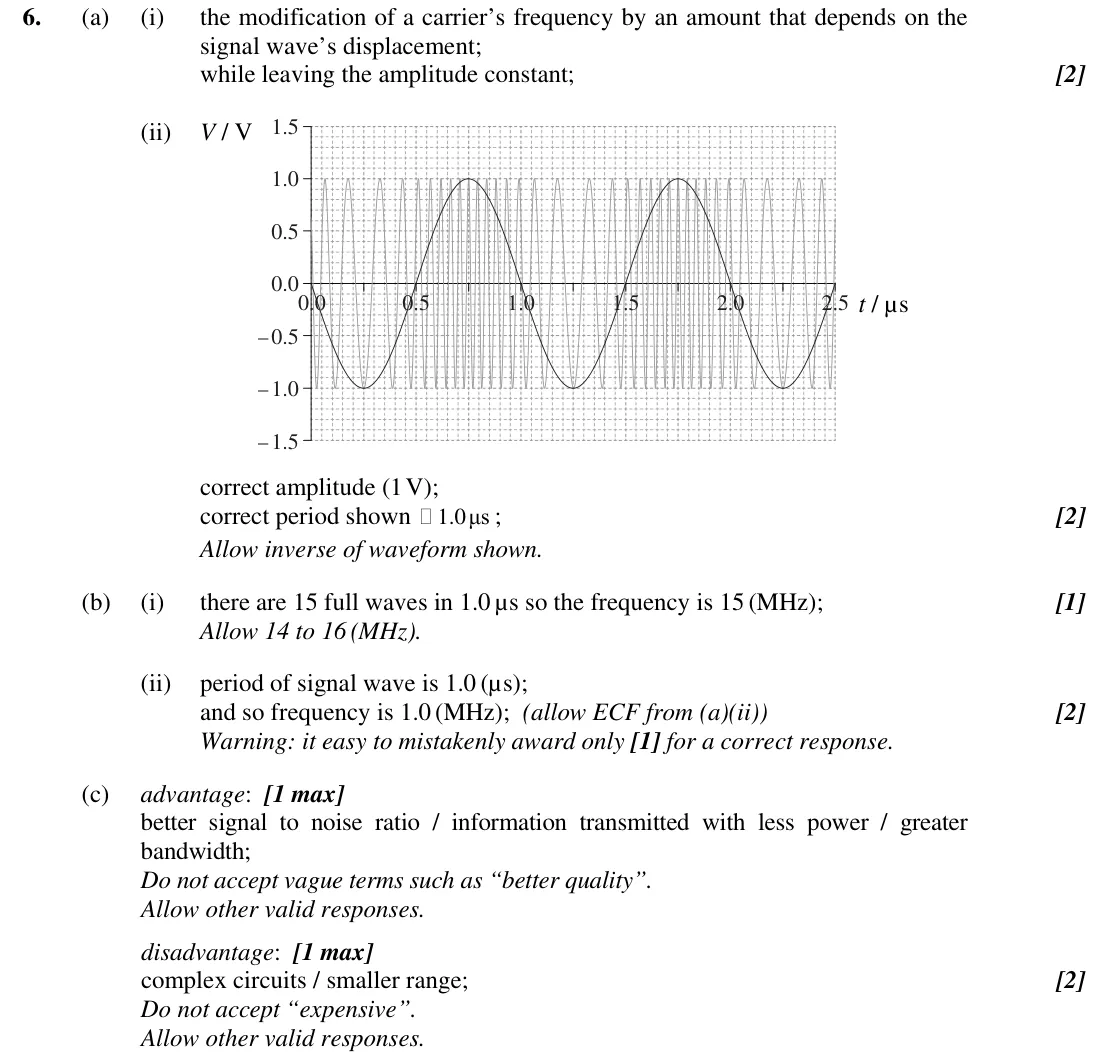 6. (a) (i) the modification of a carrier’s frequency by an amount that depends on the
signal wave’s displacement;
while leaving the amplitude constant; [2]
(ii) V / V 1.5
1.0
0.5
0.0
0.0 0.5 1.0 1.5 2.0 2.5 t / µs
–0.5
–1.0
–1.5
correct amplitude (1 V);
correct period shown □ 1.0 µs ; [2]
Allow inverse of waveform shown.
(b) (i) there are 15 full waves in 1.0 µs so the frequency is 15 (MHz); [1]
Allow 14 to 16 (MHz).
(ii) period of signal wave is 1.0 (µs);
and so frequency is 1.0 (MHz); (allow ECF from (a)(ii)) [2]
Warning: it easy to mistakenly award only [1] for a correct response.
(c) advantage: [1 max]
better signal to noise ratio / information transmitted with less power / greater
bandwidth;
Do not accept vague terms such as “better quality”.
Allow other valid responses.
disadvantage: [1 max]
complex circuits / smaller range; [2]
Do not accept “expensive”.
Allow other valid responses.